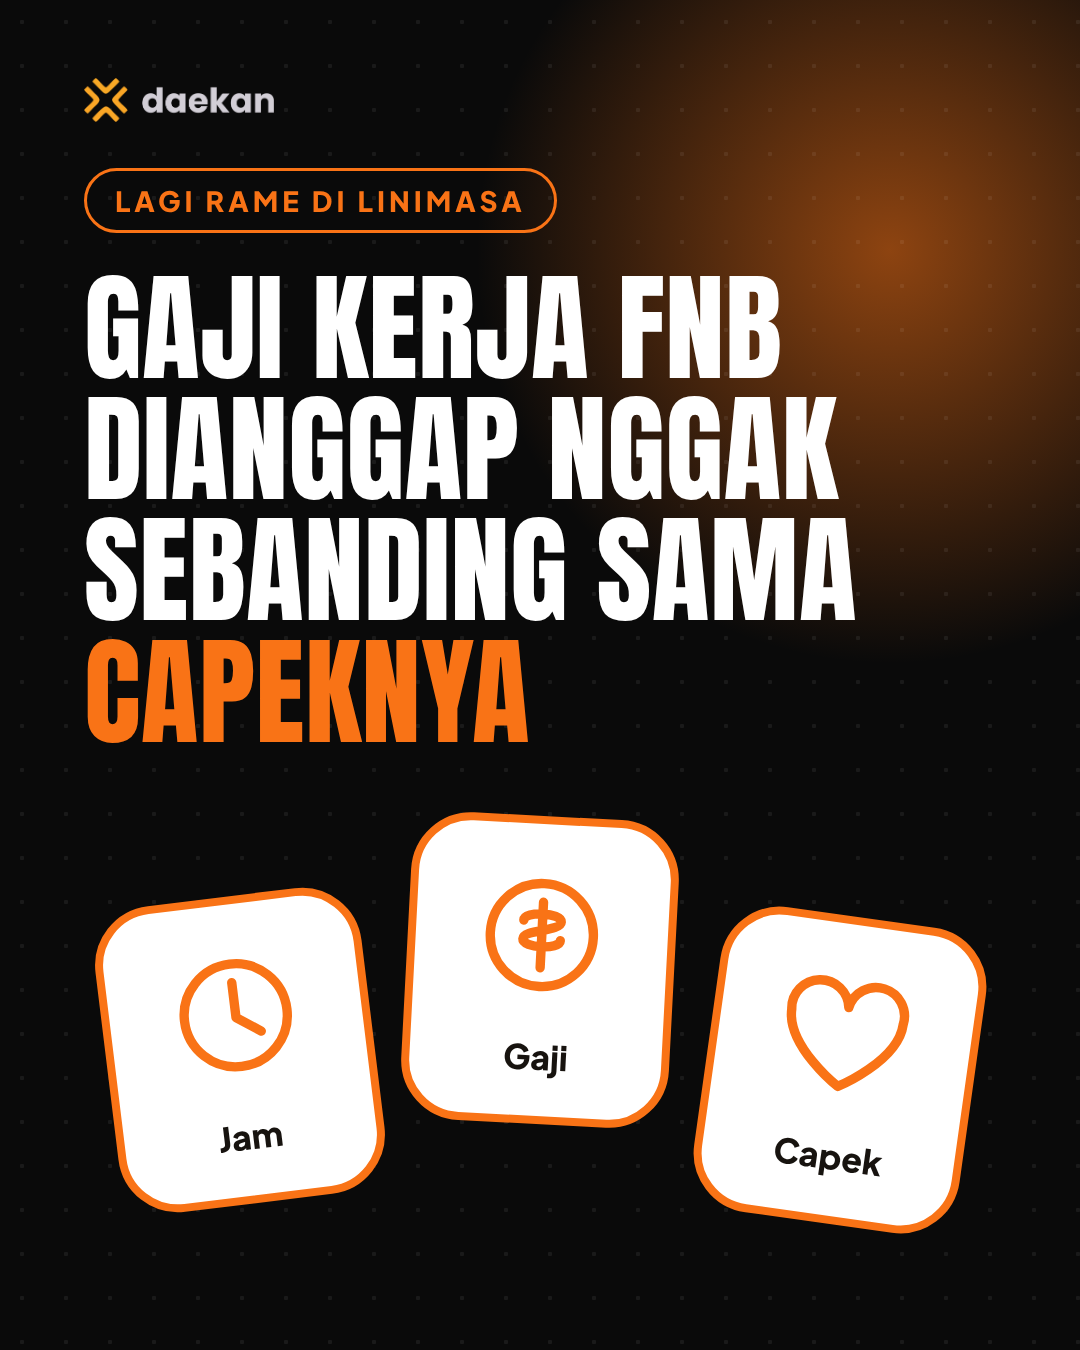 daekan
LAGI RAME DI LINIMASA
GAJI KERJA FNB
DIANGGAP NGGAK
SEBANDING SAMA
CAPEKNYA
Jam
Gaji
Capek